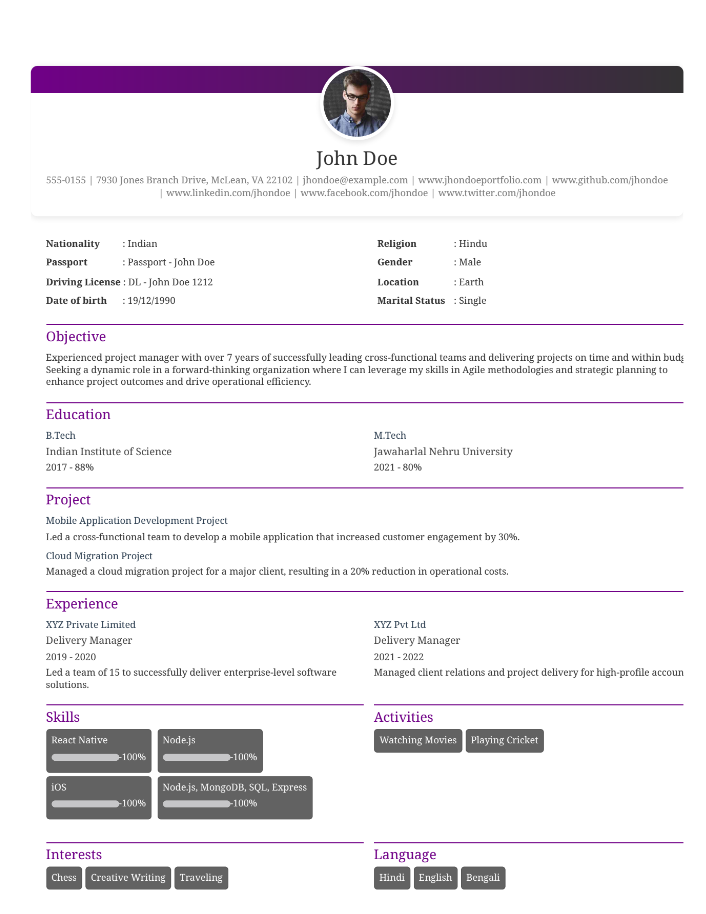 John Doe
555-0155 | 7930 Jones Branch Drive, McLean, VA 22102 | jhondoe@example.com | www.jhondoeportfolio.com | www.github.com/jhondoe
| www.linkedin.com/jhondoe | www.facebook.com/jhondoe | www.twitter.com/jhondoe
Nationality : Indian
Passport : Passport - John Doe
Driving License : DL - John Doe 1212
Date of birth : 19/12/1990
Religion : Hindu
Gender : Male
Location : Earth
Marital Status : Single
Objective
Experienced project manager with over 7 years of successfully leading cross-functional teams and delivering projects on time and within
Seeking a dynamic role in a forward-thinking organization where I can leverage my skills in Agile methodologies and strategic planning to
enhance project outcomes and drive operational efficiency.
Education
B.Tech
Indian Institute of Science
2017 - 88%
M.Tech
Jawaharlal Nehru University
2021 - 80%
Project
Mobile Application Development Project
Led a cross-functional team to develop a mobile application that increased customer engagement by 30%.
Cloud Migration Project
Managed a cloud migration project for a major client, resulting in a 20% reduction in operational costs.
Experience
XYZ Private Limited
Delivery Manager
2019 - 2020
Led a team of 15 to successfully deliver enterprise-level software
solutions.
XYZ Pvt Ltd
Delivery Manager
2021 - 2022
Managed client relations and project delivery for high-profile accoun
Skills
React Native
100%
Node.js
100%
iOS
100%
Node.js, MongoDB, SQL, Express
100%
Activities
Watching Movies
Playing Cricket
Interests
Chess
Creative Writing
Traveling
Language
Hindi
English
Bengali